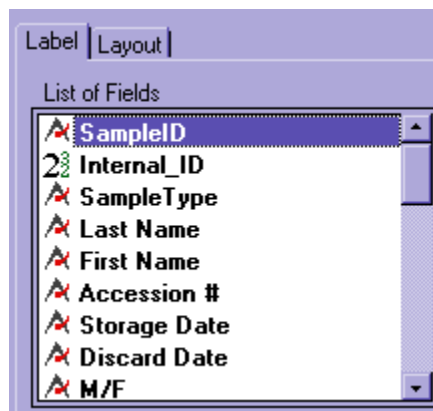 Label Layout
List of Fields
SampleID
Internal_ID
SampleType
Last Name
First Name
Accession #
Storage Date
Discard Date
M/F